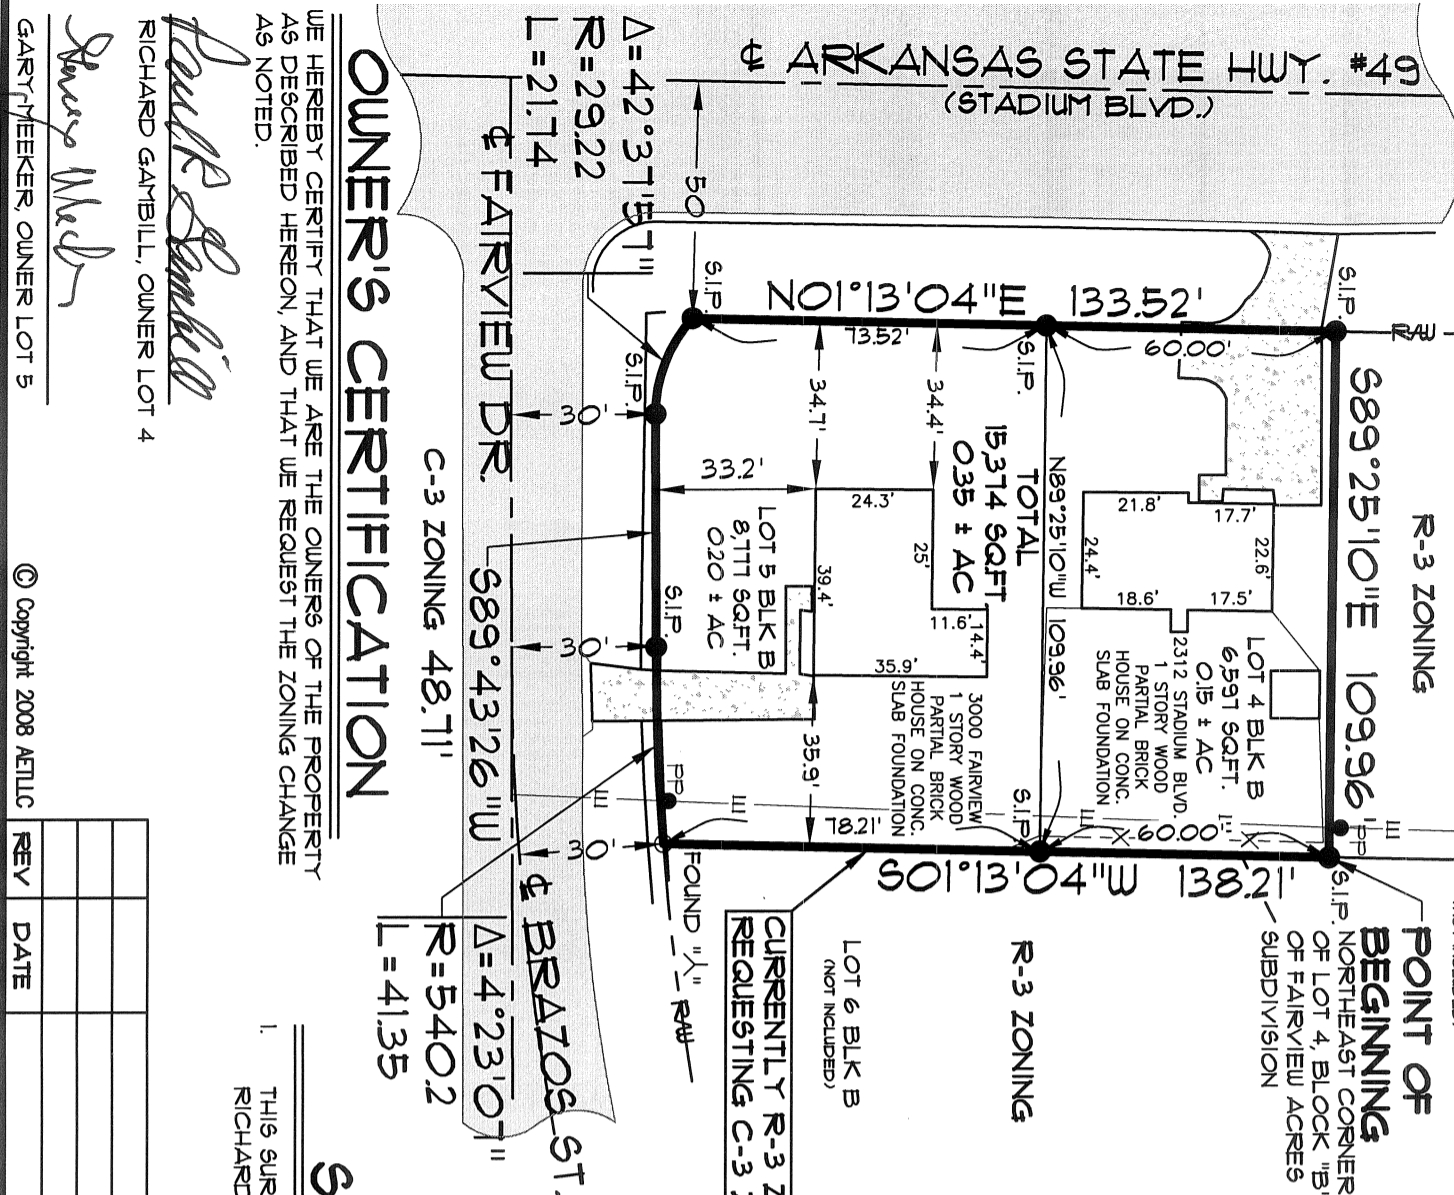 ℄ ARKANSAS STATE HWY. #49
(STADIUM BLVD.)
50
Δ=42°37'57"
R=29.22
L=21.74
℄ FAIRVIEW DR.
S.I.P.
N01°13'04"E 133.52'
S.I.P.
73.52'
S.I.P.
60.00'
R/W
S89°25'10"E 109.96'
R-3 ZONING
S.I.P.
30'
34.7'
34.4'
33.2'
24.3'
25'
39.4'
11.6'
14.4'
35.9'
35.9'
15,374 SQ.FT.
0.35 ± AC
TOTAL
N89°25'10"W 109.96'
LOT 5 BLK B
8,777 SQ.FT.
0.20 ± AC
21.8'
17.7'
24.4'
22.6'
18.6'
17.5'
LOT 4 BLK B
6,597 SQ.FT.
0.15 ± AC
2312 STADIUM BLVD.
1 STORY WOOD
PARTIAL BRICK
HOUSE ON CONC.
SLAB FOUNDATION
3000 FAIRVIEW
1 STORY WOOD
PARTIAL BRICK
HOUSE ON CONC.
SLAB FOUNDATION
S.I.P.
30'
30'
PP
E
E
E
E
PP
78.21'
S.I.P.
60.00'
S.I.P.
S01°13'04"W 138.21'
FOUND "⅄"
R/W
C-3 ZONING 48.71'
S89°43'26"W
℄ BRAZOS ST.
Δ=4°23'07"
R=540.2
L=41.35
POINT OF
BEGINNING
NORTHEAST CORNER
OF LOT 4, BLOCK "B"
OF FAIRVIEW ACRES
SUBDIVISION
R-3 ZONING
LOT 6 BLK B
(NOT INCLUDED)
CURRENTLY R-3 Z
REQUESTING C-3
OWNER'S CERTIFICATION
WE HEREBY CERTIFY THAT WE ARE THE OWNERS OF THE PROPERTY
AS DESCRIBED HEREON, AND THAT WE REQUEST THE ZONING CHANGE
AS NOTED.
RICHARD GAMBILL, OWNER LOT 4
GARY MEEKER, OWNER LOT 5
© Copyright 2008 AETLLC
REV DATE
S
1. THIS SUR
RICHARD